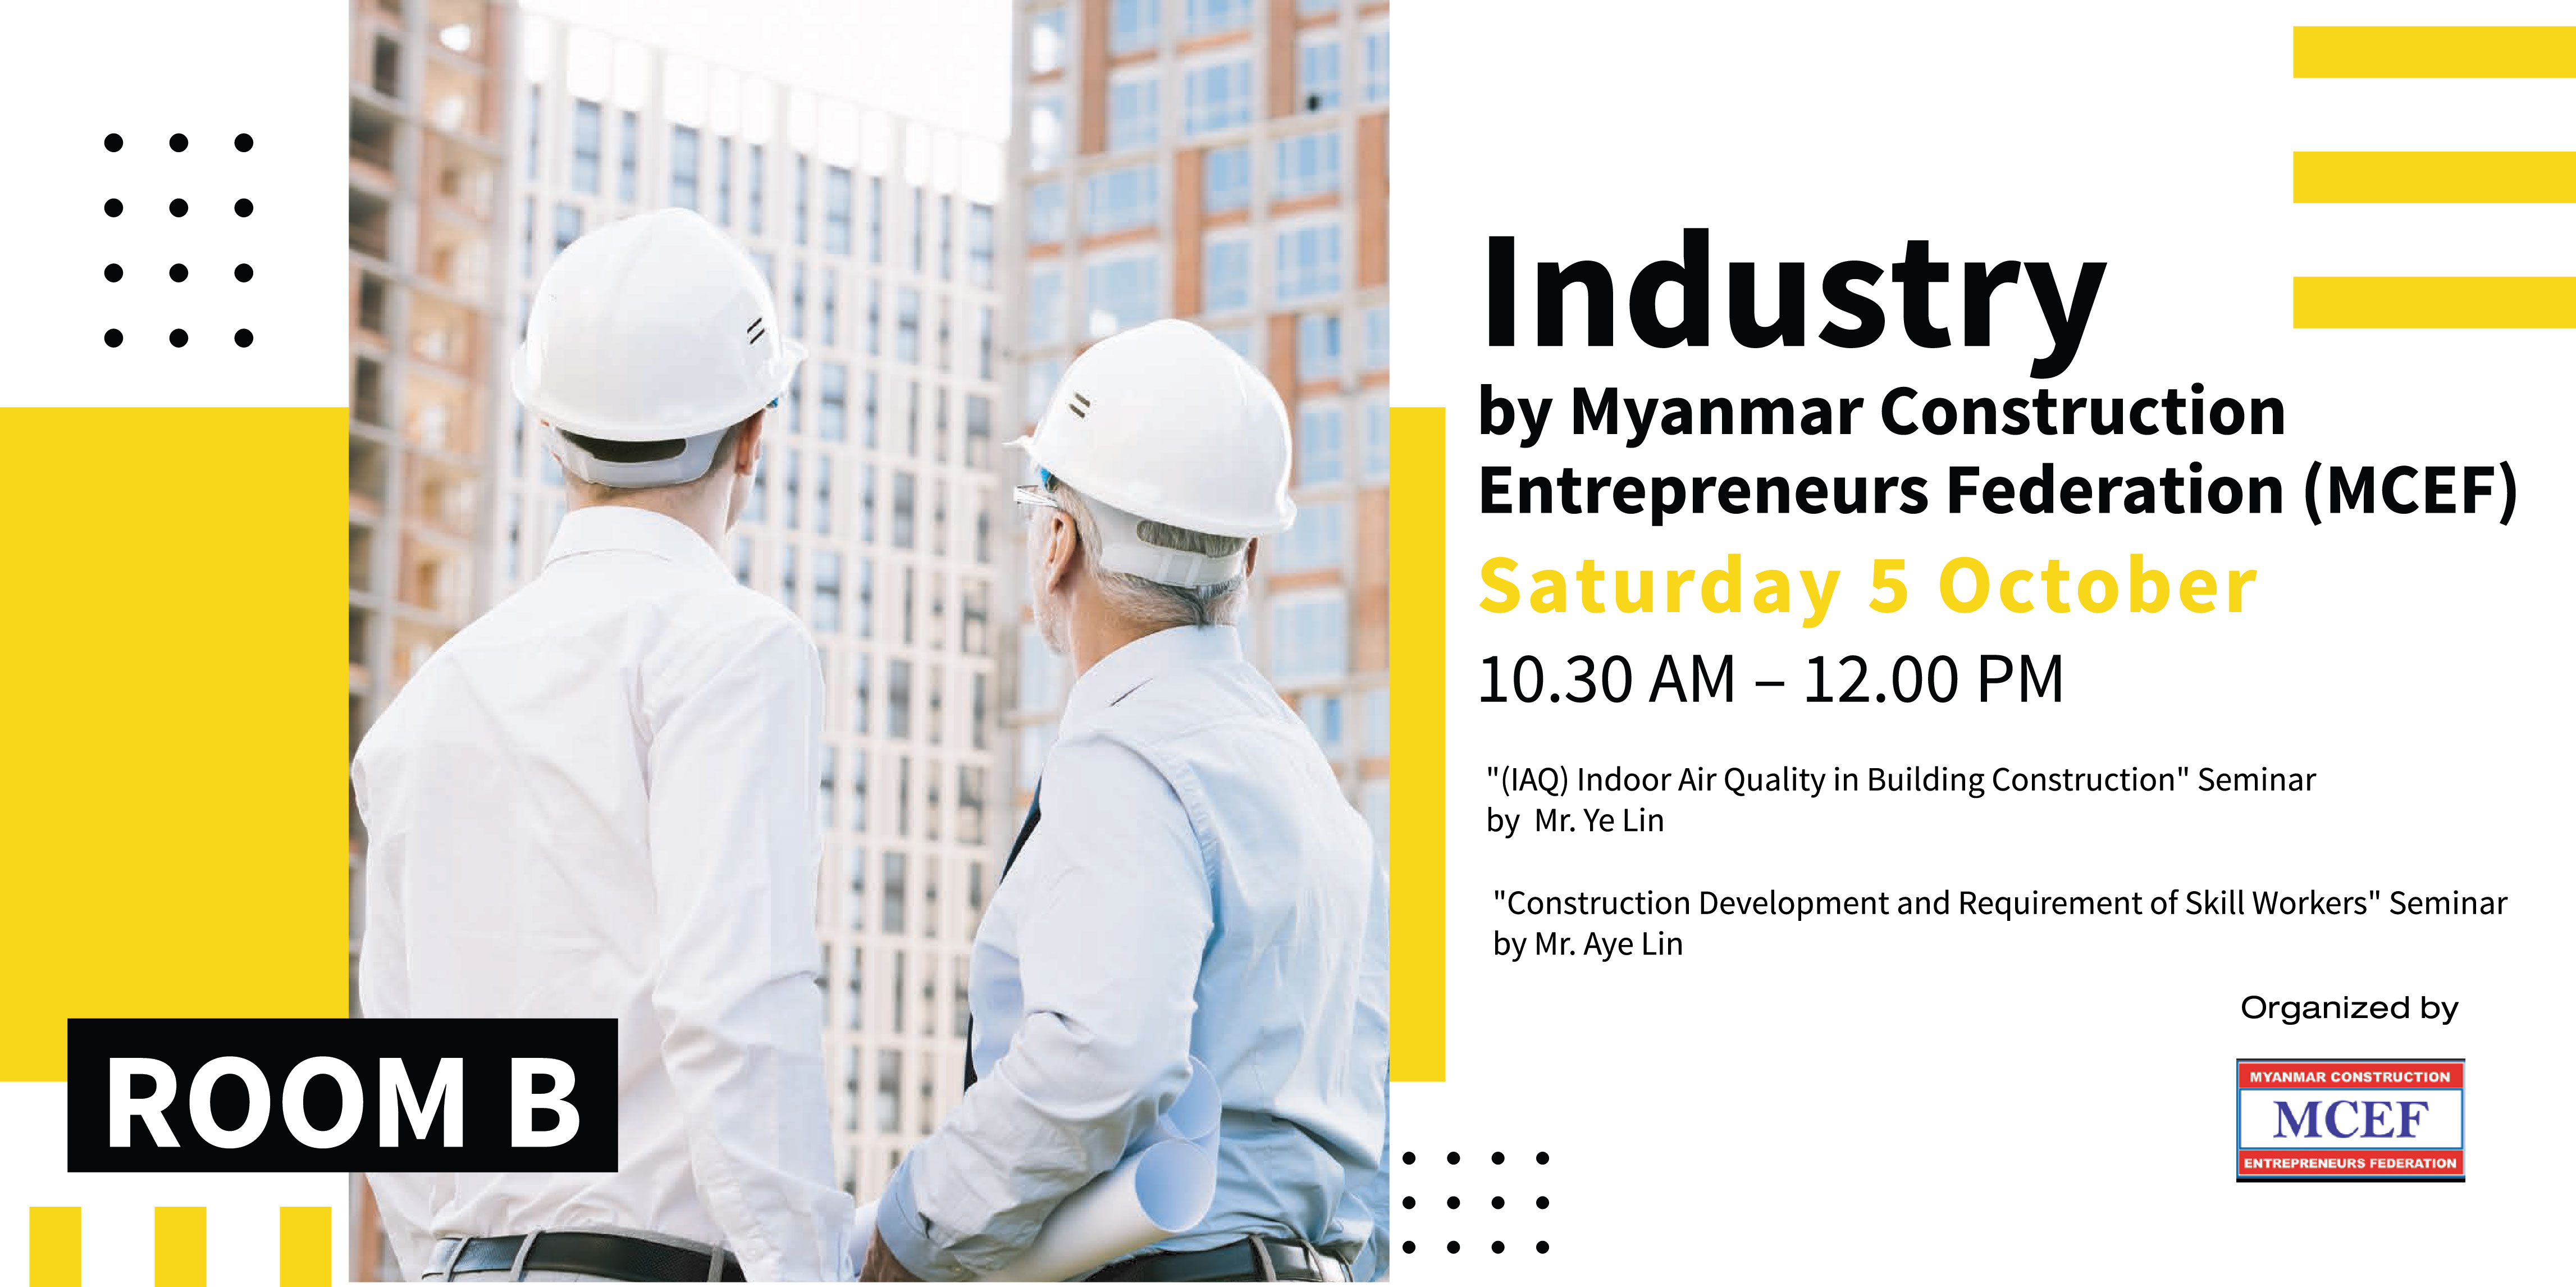 Industry
by Myanmar Construction
Entrepreneurs Federation (MCEF)
Saturday 5 October
10.30 AM – 12.00 PM
"(IAQ) Indoor Air Quality in Building Construction" Seminar
by  Mr. Ye Lin
"Construction Development and Requirement of Skill Workers" Seminar
by Mr. Aye Lin
Organized by
MYANMAR CONSTRUCTION
MCEF
ENTREPRENEURS FEDERATION
ROOM B